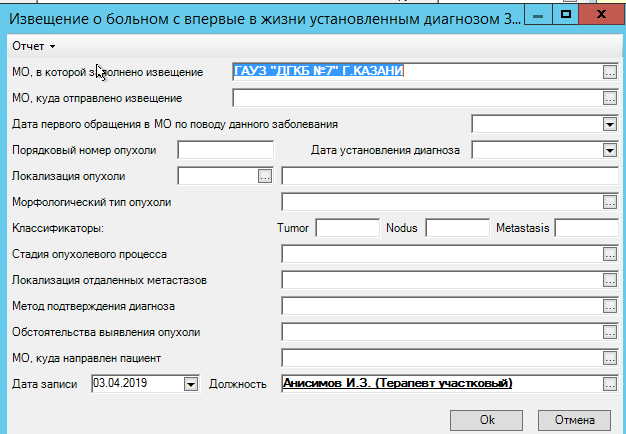 Извещение о больном с впервые в жизни установленным диагнозом З...
Отчет
МО, в которой заполнено извещение ГАУЗ "ДГКБ №7" Г.КАЗАНИ ...
МО, куда отправлено извещение ...
Дата первого обращения в МО по поводу данного заболевания
Порядковый номер опухоли Дата установления диагноза
Локализация опухоли ...
Морфологический тип опухоли ...
Классификаторы: Tumor Nodus Metastasis
Стадия опухолевого процесса ...
Локализация отдаленных метастазов ...
Метод подтверждения диагноза ...
Обстоятельства выявления опухоли ...
МО, куда направлен пациент ...
Дата записи 03.04.2019 Должность Анисимов И.З. (Терапевт участковый) ...
Ok Отмена